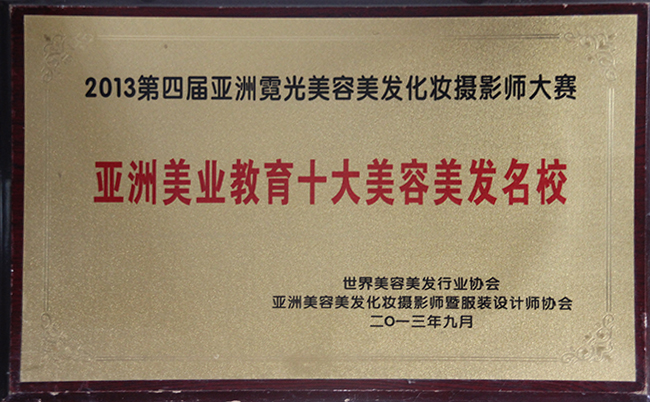 2013第四届亚洲霓光美容美发化妆摄影师大赛
亚洲美业教育十大美容美发名校
世界美容美发行业协会
亚洲美容美发化妆摄影师暨服装设计师协会
二〇一三年九月